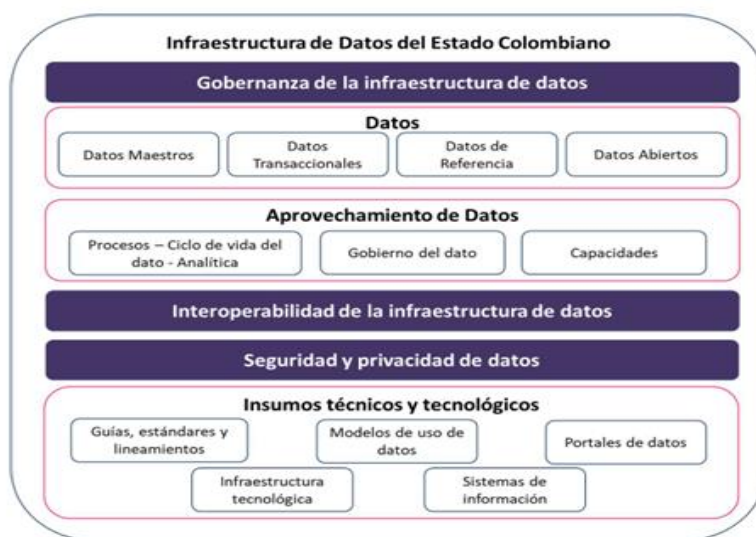 Infraestructura de Datos del Estado Colombiano
Gobernanza de la infraestructura de datos
Datos
Datos Maestros
Datos
Transaccionales
Datos de
Referencia
Datos Abiertos
Aprovechamiento de Datos
Procesos – Ciclo de vida del
dato - Analítica
Gobierno del dato
Capacidades
Interoperabilidad de la infraestructura de datos
Seguridad y privacidad de datos
Insumos técnicos y tecnológicos
Guías, estándares y
lineamientos
Modelos de uso de
datos
Portales de datos
Infraestructura
tecnológica
Sistemas de
información